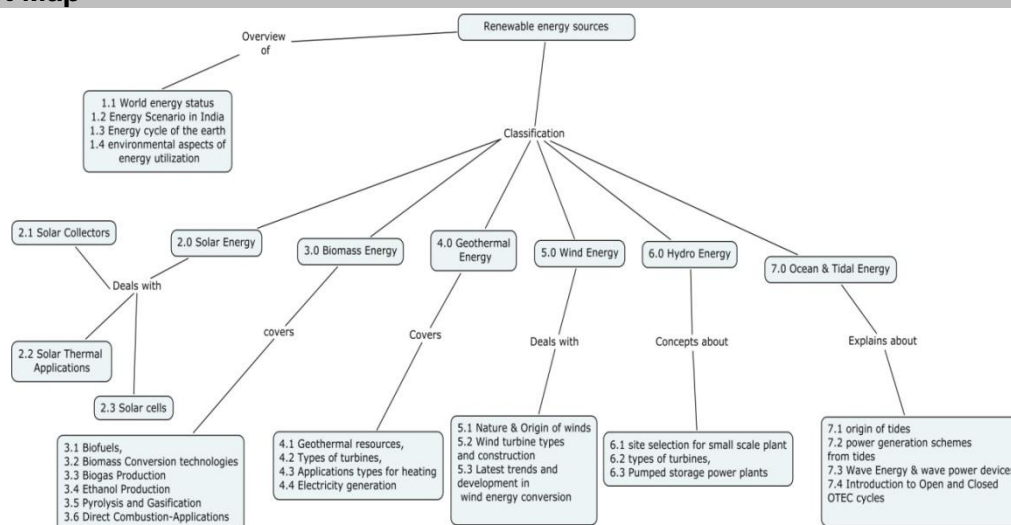 Renewable energy sources
Overview
of
1.1 World energy status
1.2 Energy Scenario in India
1.3 Energy cycle of the earth
1.4 environmental aspects of
energy utilization
Classification
2.1 Solar Collectors
2.0 Solar Energy
3.0 Biomass Energy
4.0 Geothermal
Energy
5.0 Wind Energy
6.0 Hydro Energy
7.0 Ocean & Tidal Energy
Deals with
2.2 Solar Thermal
Applications
2.3 Solar cells
covers
Covers
Deals with
Concepts about
Explains about
3.1 Biofuels,
3.2 Biomass Conversion technologies
3.3 Biogas Production
3.4 Ethanol Production
3.5 Pyrolysis and Gasification
3.6 Direct Combustion-Applications
4.1 Geothermal resources,
4.2 Types of turbines,
4.3 Applications types for heating
4.4 Electricity generation
5.1 Nature & Origin of winds
5.2 Wind turbine types
and construction
5.3 Latest trends and
development in
wind energy conversion
6.1 site selection for small scale plant
6.2 types of turbines,
6.3 Pumped storage power plants
7.1 origin of tides
7.2 power generation schemes
from tides
7.3 Wave Energy & wave power devices
7.4 Introduction to Open and Closed
OTEC cycles